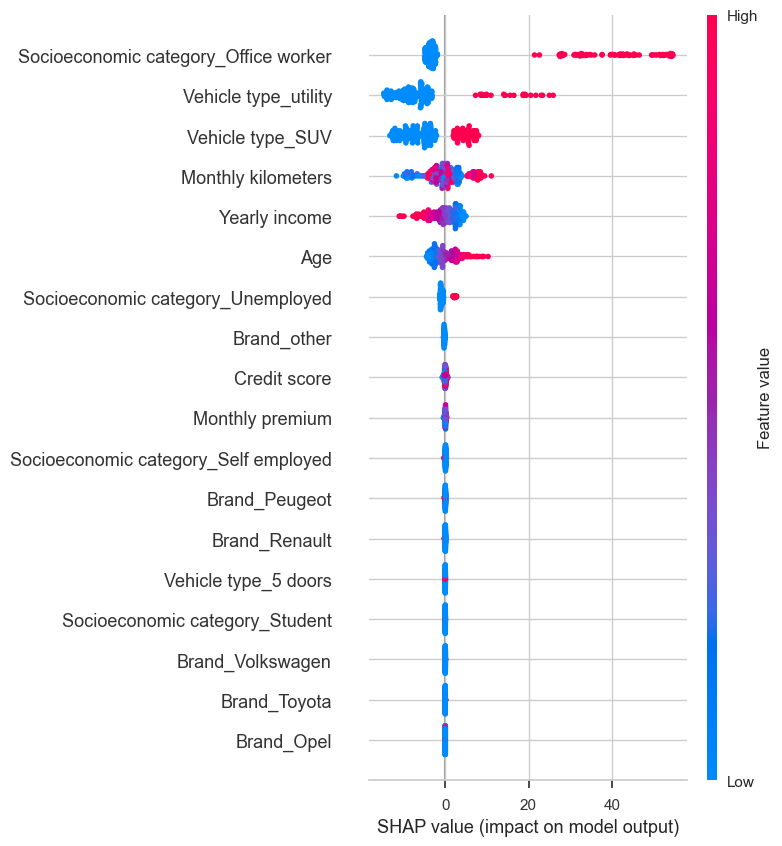 High
Socioeconomic category_Office worker
Vehicle type_utility
Vehicle type_SUV
Monthly kilometers
Yearly income
Age
Socioeconomic category_Unemployed
Brand_other
Credit score
Monthly premium
Socioeconomic category_Self employed
Brand_Peugeot
Brand_Renault
Vehicle type_5 doors
Socioeconomic category_Student
Brand_Volkswagen
Brand_Toyota
Brand_Opel
Feature value
Low
0 20 40
SHAP value (impact on model output)